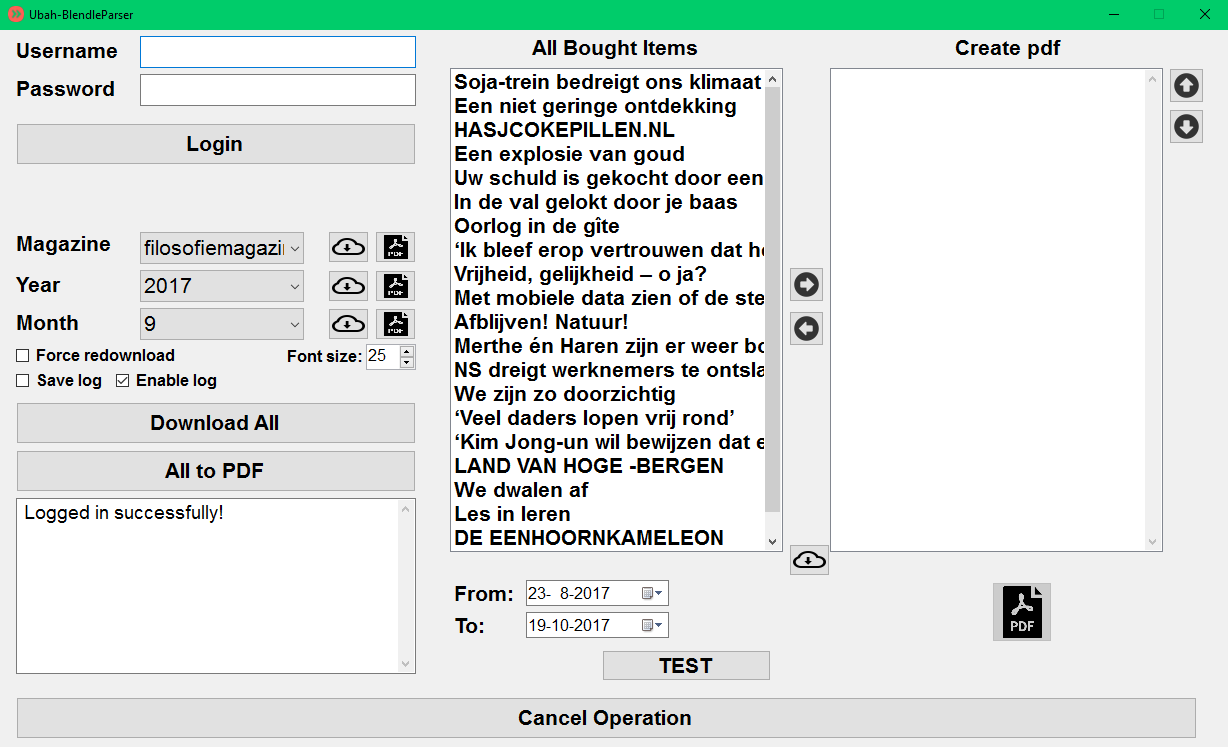 Ubah-BlendleParser
Username
Password
Login
Magazine
filosofiemagazi
Year
2017
Month
9
Force redownload
Font size: 25
Save log
Enable log
Download All
All to PDF
Logged in successfully!
All Bought Items
Soja-trein bedreigt ons klimaat
Een niet geringe ontdekking
HASJCOKEPILLEN.NL
Een explosie van goud
Uw schuld is gekocht door een
In de val gelokt door je baas
Oorlog in de gîte
‘Ik bleef erop vertrouwen dat he
Vrijheid, gelijkheid – o ja?
Met mobiele data zien of de ste
Afblijven! Natuur!
Merthe én Haren zijn er weer bo
NS dreigt werknemers te ontsla
We zijn zo doorzichtig
‘Veel daders lopen vrij rond’
‘Kim Jong-un wil bewijzen dat e
LAND VAN HOGE -BERGEN
We dwalen af
Les in leren
DE EENHOORNKAMELEON
From: 23- 8-2017
To: 19-10-2017
TEST
Create pdf
PDF
PDF
PDF
PDF
Cancel Operation